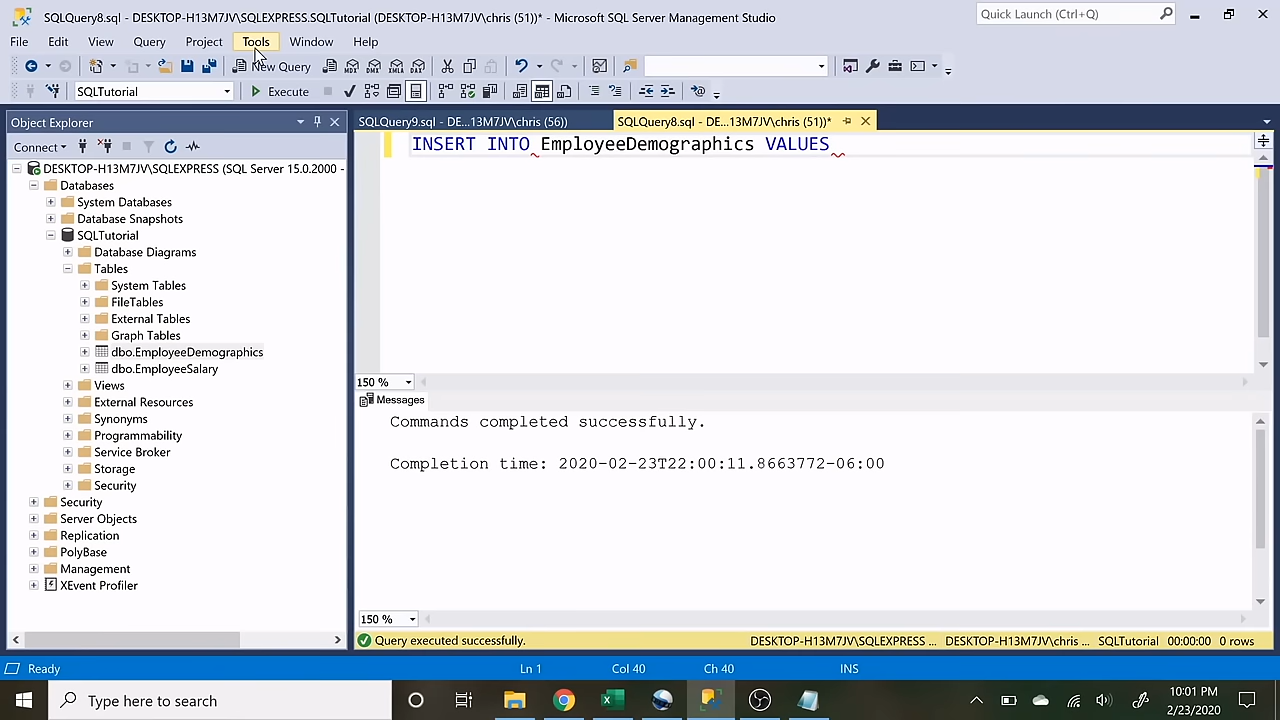 SQLQuery8.sql - DESKTOP-H13M7JV\SQLEXPRESS.SQLTutorial (DESKTOP-H13M7JV\chris (51))* - Microsoft SQL Server Management Studio
Quick Launch (Ctrl+Q)
File Edit View Query Project Tools Window Help
New Query
SQLTutorial
Execute
Object Explorer
SQLQuery9.sql - DE...13M7JV\chris (56))
SQLQuery8.sql - DE...13M7JV\chris (51))*
Connect
INSERT INTO EmployeeDemographics VALUES
DESKTOP-H13M7JV\SQLEXPRESS (SQL Server 15.0.2000 -
Databases
System Databases
Database Snapshots
SQLTutorial
Database Diagrams
Tables
System Tables
FileTables
External Tables
Graph Tables
dbo.EmployeeDemographics
dbo.EmployeeSalary
Views
External Resources
Synonyms
Programmability
Service Broker
Storage
Security
Security
Server Objects
Replication
PolyBase
Management
XEvent Profiler
150 %
Messages
Commands completed successfully.
Completion time: 2020-02-23T22:00:11.8663772-06:00
150 %
Query executed successfully.
DESKTOP-H13M7JV\SQLEXPRESS ... DESKTOP-H13M7JV\chris ... SQLTutorial 00:00:00 0 rows
Ready Ln 1 Col 40 Ch 40 INS
Type here to search
10:01 PM
2/23/2020